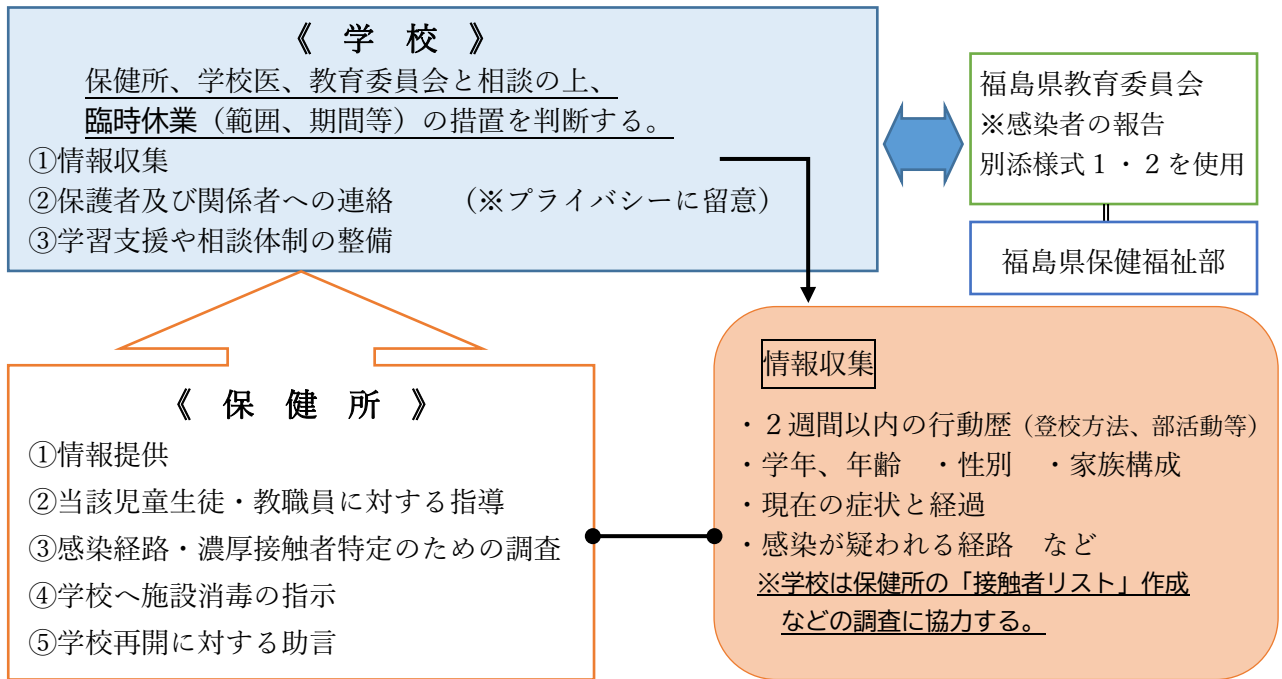 《 学 校 》
保健所、学校医、教育委員会と相談の上、
臨時休業（範囲、期間等）の措置を判断する。
①情報収集
②保護者及び関係者への連絡　　（※プライバシーに留意）
③学習支援や相談体制の整備
福島県教育委員会
※感染者の報告
別添様式１・２を使用
福島県保健福祉部
《 保 健 所 》
①情報提供
②当該児童生徒・教職員に対する指導
③感染経路・濃厚接触者特定のための調査
④学校へ施設消毒の指示
⑤学校再開に対する助言
情報収集
・２週間以内の行動歴（登校方法、部活動等）
・学年、年齢　・性別　・家族構成
・現在の症状と経過
・感染が疑われる経路　など
※学校は保健所の「接触者リスト」作成
などの調査に協力する。